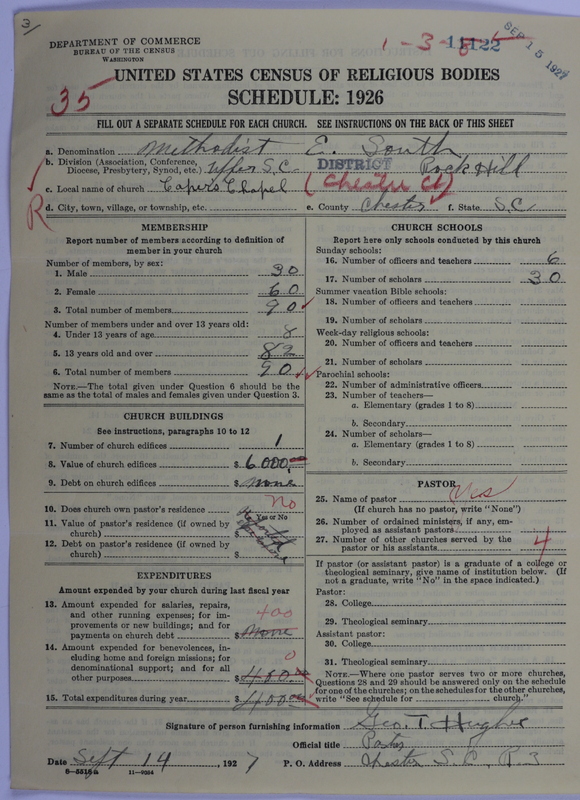 3
DEPARTMENT OF COMMERCE
BUREAU OF THE CENSUS
WASHINGTON
1-3-8-5
11122
SEP 15 1927
UNITED STATES CENSUS OF RELIGIOUS BODIES
35
SCHEDULE: 1926
FILL OUT A SEPARATE SCHEDULE FOR EACH CHURCH. SEE INSTRUCTIONS ON THE BACK OF THIS SHEET
a. Denomination Methodist E. South
b. Division (Association, Conference, Diocese, Presbytery, Synod, etc.) Upper S.C. DISTRICT Rock Hill
c. Local name of church Capers Chapel (Chester Ct)
R
d. City, town, village, or township, etc. e. County Chester f. State S.C
MEMBERSHIP
Report number of members according to definition of
member in your church
Number of members, by sex:
1. Male 30
2. Female 60
3. Total number of members 90
Number of members under and over 13 years old:
4. Under 13 years of age 8
5. 13 years old and over 82
6. Total number of members 90
NOTE.—The total given under Question 6 should be the
same as the total of males and females given under Question 3.
CHURCH BUILDINGS
See instructions, paragraphs 10 to 12
7. Number of church edifices 1
8. Value of church edifices $ 6000
9. Debt on church edifices $ None
10. Does church own pastor's residence No
Yes or No
11. Value of pastor's residence (if owned by
church) $
12. Debt on pastor's residence (if owned by
church) $
EXPENDITURES
Amount expended by your church during last fiscal year
13. Amount expended for salaries, repairs,
and other running expenses; for im-
provements or new buildings; and for 400
payments on church debt $ None
14. Amount expended for benevolences, in-
cluding home and foreign missions; for
denominational support; and for all 0
other purposes $ 400.00
15. Total expenditures during year $ 400.00
CHURCH SCHOOLS
Report here only schools conducted by this church
Sunday schools:
16. Number of officers and teachers 6
17. Number of scholars 30
Summer vacation Bible schools:
18. Number of officers and teachers
19. Number of scholars
Week-day religious schools:
20. Number of officers and teachers
21. Number of scholars
Parochial schools:
22. Number of administrative officers
23. Number of teachers—
a. Elementary (grades 1 to 8)
b. Secondary
24. Number of scholars—
a. Elementary (grades 1 to 8)
b. Secondary
PASTOR
25. Name of pastor Yes
(If church has no pastor, write "None")
26. Number of ordained ministers, if any, em-
ployed as assistant pastors
27. Number of other churches served by the
pastor or his assistants 4
If pastor (or assistant pastor) is a graduate of a college or
theological seminary, give name of institution below. (If
not a graduate, write "No" in the space indicated.)
Pastor:
28. College
29. Theological seminary
Assistant pastor:
30. College
31. Theological seminary
NOTE.—Where one pastor serves two or more churches,
Questions 28 and 29 should be answered only on the schedule
for one of the churches; on the schedules for the other churches,
write "See schedule for church."
Signature of person furnishing information Geo. T. Hughes
Official title Pastor
Date Sept 14, 1927 P. O. Address Chester S.C. R. 3
6—5516a 11—9564